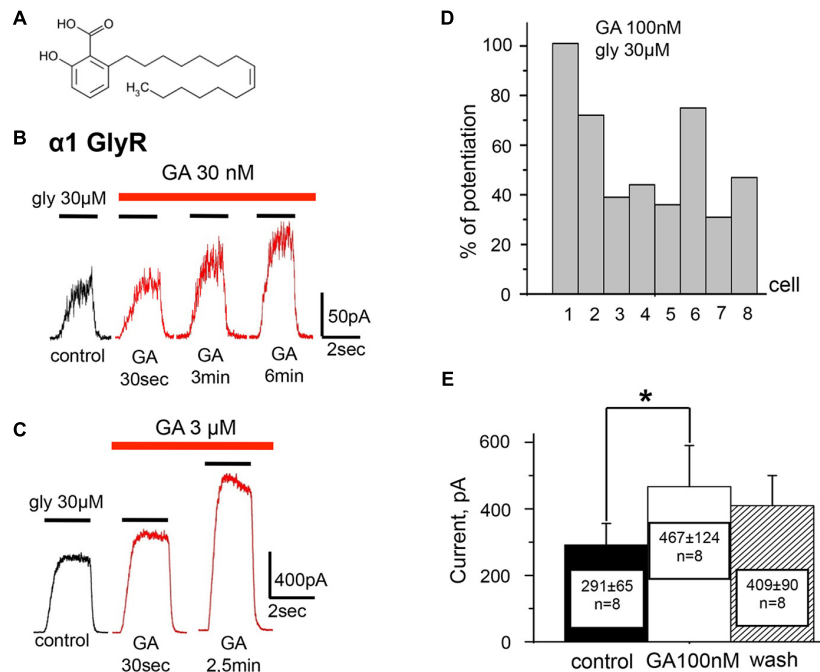 A
HO
O
HO
H₃C
B α1 GlyR
GA 30 nM
gly 30µM
50pA
2sec
control
GA
30sec
GA
3min
GA
6min
C
GA 3 µM
gly 30µM
400pA
2sec
control
GA
30sec
GA
2,5min
D
GA 100nM
gly 30µM
% of potentiation
100
80
60
40
20
0
cell
1 2 3 4 5 6 7 8
E
*
Current, pA
600
400
200
0
291±65
n=8
467±124
n=8
409±90
n=8
control GA100nM wash